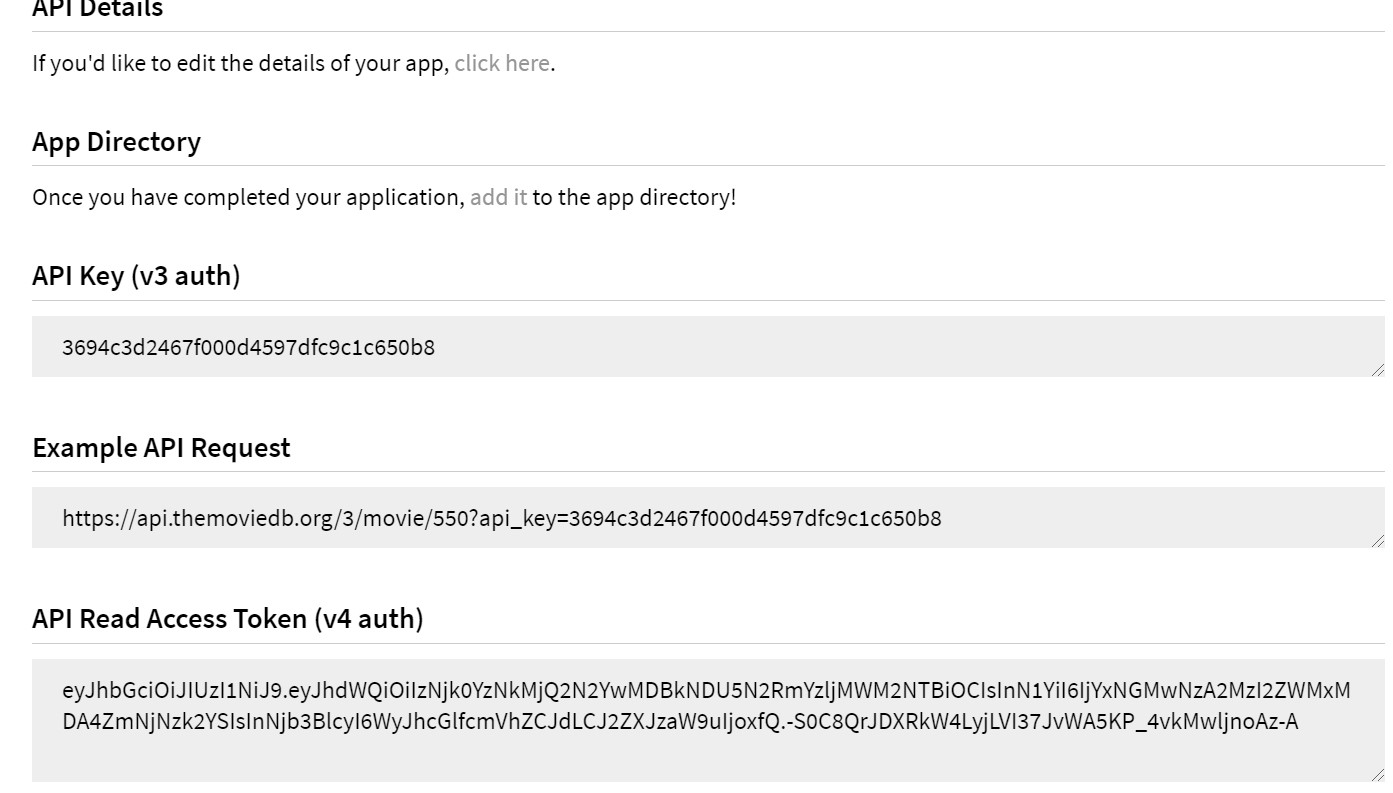 API Details
If you'd like to edit the details of your app, click here.
App Directory
Once you have completed your application, add it to the app directory!
API Key (v3 auth)
3694c3d2467f000d4597dfc9c1c650b8
Example API Request
https://api.themoviedb.org/3/movie/550?api_key=3694c3d2467f000d4597dfc9c1c650b8
API Read Access Token (v4 auth)
eyJhbGciOiJIUzI1NiJ9.eyJhdWQiOiIzNjk0YzNkMjQ2N2YwMDBkNDU5N2RmYzljMWM2NTBiOCIsInN1YiI6IjYxNGMwNzA2MzI2ZWMxM
DA4ZmNjNzk2YSIsInNjb3BlcyI6WyJhcGlfcmVhZCJdLCJ2ZXJzaW9uIjoxfQ.-S0C8QrJDXRkW4LyjLVI37JvWA5KP_4vkMwljnoAz-A